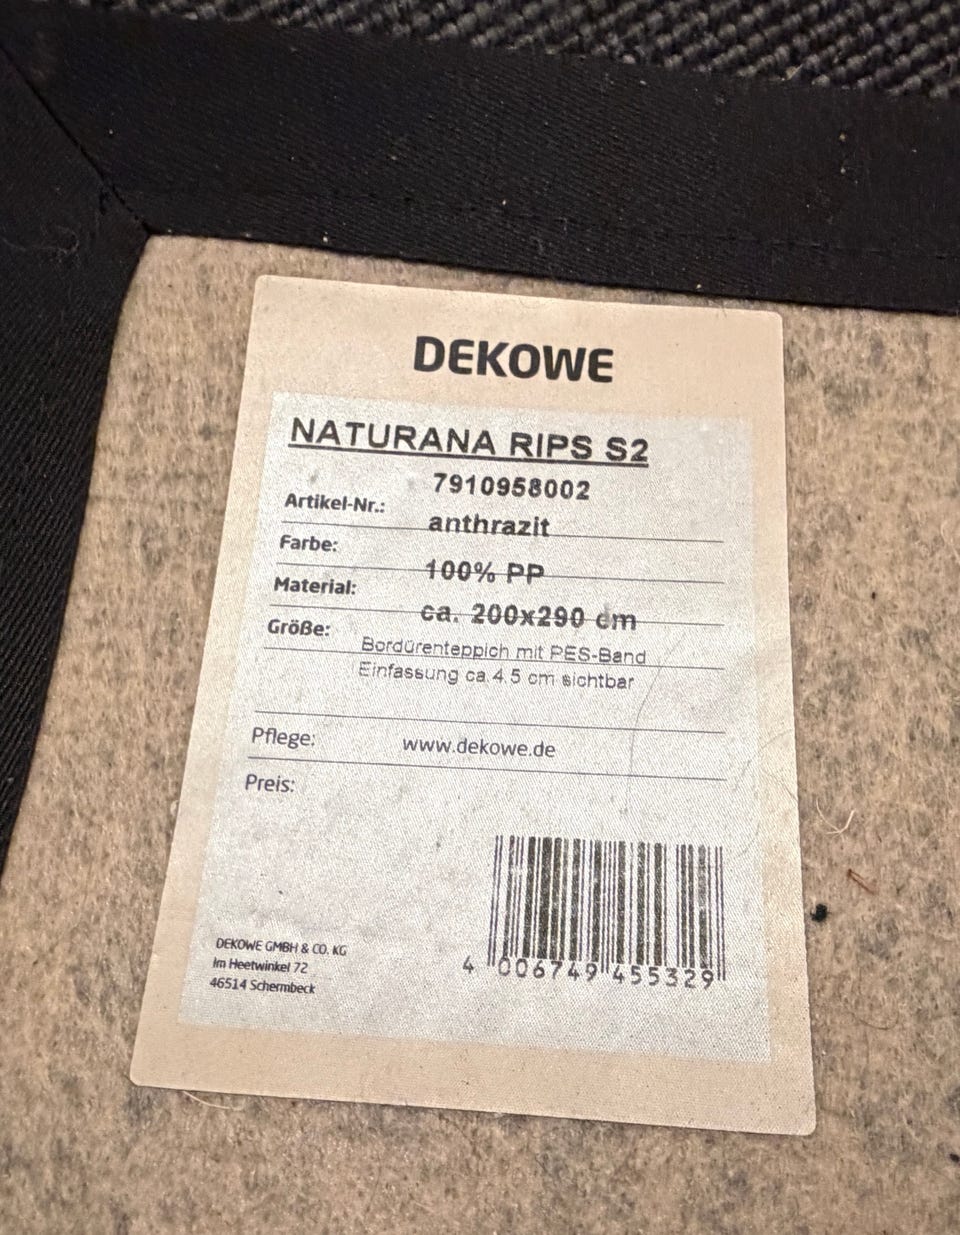 DEKOWE
NATURANA RIPS S2
7910958002
Artikel-Nr.:
anthrazit
Farbe:
100% PP
Material:
ca. 200x290 cm
Größe:
Bordürenteppich mit PES-Band
Einfassung ca.4,5 cm sichtbar
Pflege: www.dekowe.de
Preis:
DEKOWE GMBH & CO. KG
Im Heetwinkel 72
46514 Schermbeck
4 006749 455329